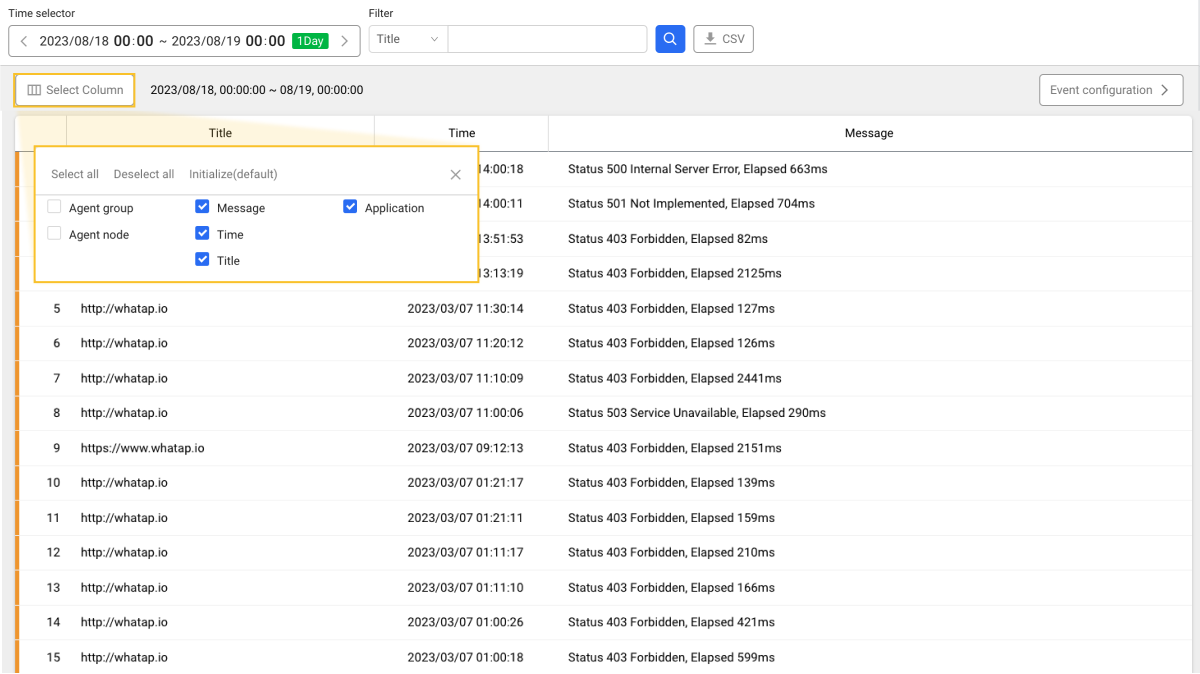 Time selector
Filter
2023/08/18 00:00 ~ 2023/08/19 00:00 1Day
Title
CSV
Select Column
2023/08/18, 00:00:00 ~ 08/19, 00:00:00
Event configuration
Title Time Message
Select all Deselect all Initialize(default)
Agent group Message Application
Agent node Time
Title
14:00:18 Status 500 Internal Server Error, Elapsed 663ms
14:00:11 Status 501 Not Implemented, Elapsed 704ms
13:51:53 Status 403 Forbidden, Elapsed 82ms
13:13:19 Status 403 Forbidden, Elapsed 2125ms
5 http://whatap.io 2023/03/07 11:30:14 Status 403 Forbidden, Elapsed 127ms
6 http://whatap.io 2023/03/07 11:20:12 Status 403 Forbidden, Elapsed 126ms
7 http://whatap.io 2023/03/07 11:10:09 Status 403 Forbidden, Elapsed 2441ms
8 http://whatap.io 2023/03/07 11:00:06 Status 503 Service Unavailable, Elapsed 290ms
9 https://www.whatap.io 2023/03/07 09:12:13 Status 403 Forbidden, Elapsed 2151ms
10 http://whatap.io 2023/03/07 01:21:17 Status 403 Forbidden, Elapsed 139ms
11 http://whatap.io 2023/03/07 01:21:11 Status 403 Forbidden, Elapsed 159ms
12 http://whatap.io 2023/03/07 01:11:17 Status 403 Forbidden, Elapsed 210ms
13 http://whatap.io 2023/03/07 01:11:10 Status 403 Forbidden, Elapsed 166ms
14 http://whatap.io 2023/03/07 01:00:26 Status 403 Forbidden, Elapsed 421ms
15 http://whatap.io 2023/03/07 01:00:18 Status 403 Forbidden, Elapsed 599ms